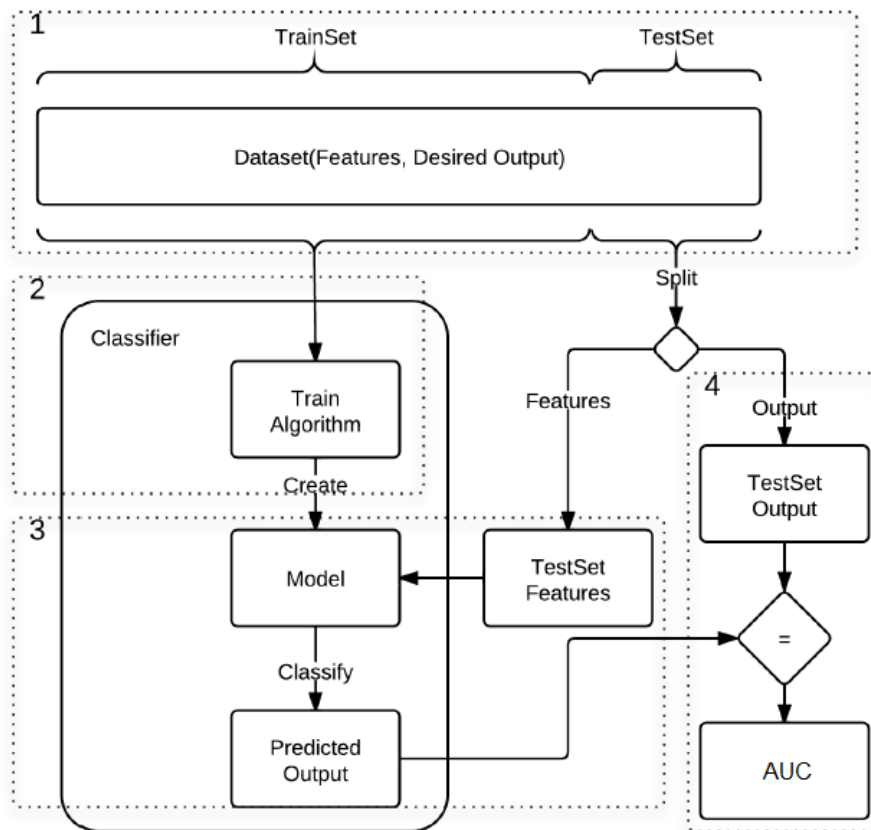 1
TrainSet
TestSet
Dataset(Features, Desired Output)
Split
2
Classifier
Train
Algorithm
Create
Features
4
Output
TestSet
Output
3
Model
TestSet
Features
=
Classify
Predicted
Output
AUC